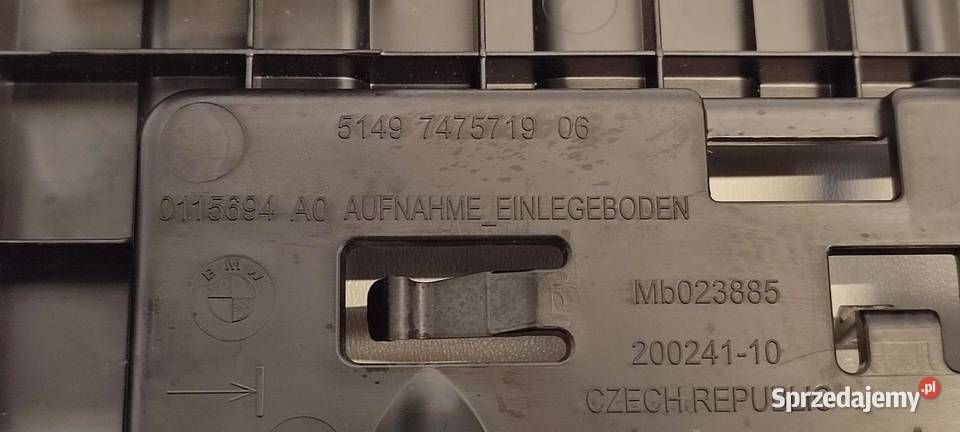 5149 7475719 06
0115694 A0 AUFNAHME_EINLEGEBODEN
BMW
Mb023885
200241-10
CZECH REPUBLIC
Sprzedajemy.pl